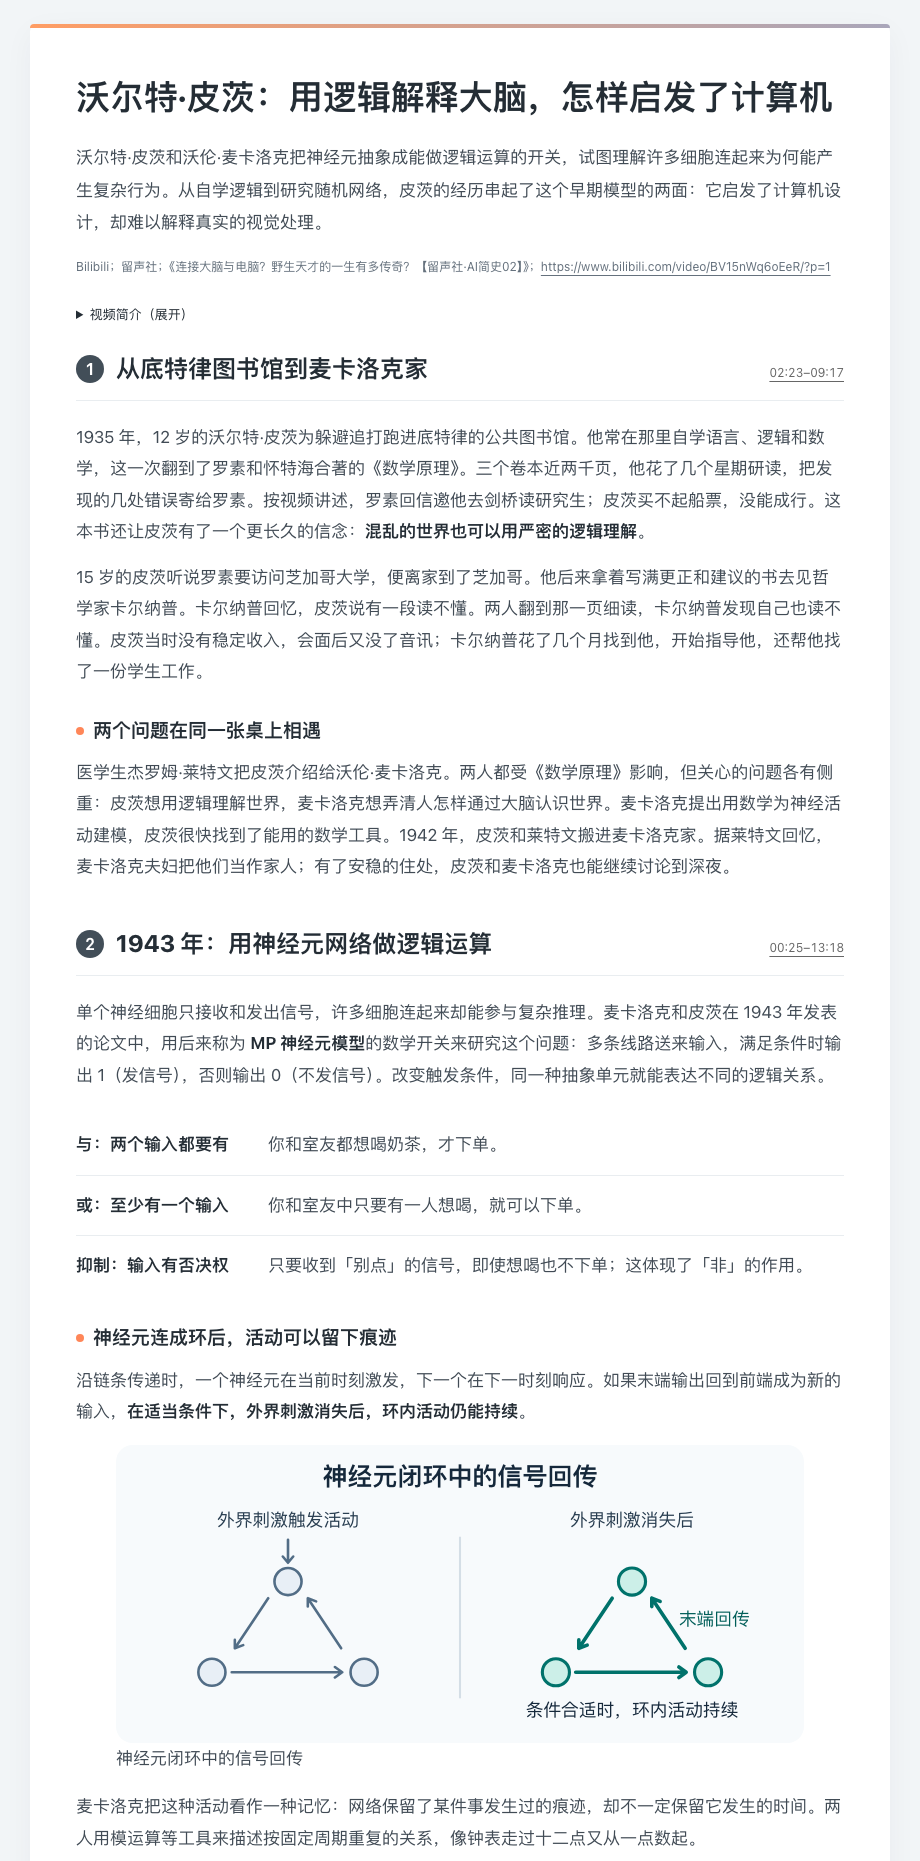 沃尔特·皮茨：用逻辑解释大脑，怎样启发了计算机
沃尔特·皮茨和沃伦·麦卡洛克把神经元抽象成能做逻辑运算的开关，试图理解许多细胞连起来为何能产
生复杂行为。从自学逻辑到研究随机网络，皮茨的经历串起了这个早期模型的两面：它启发了计算机设
计，却难以解释真实的视觉处理。
Bilibili；留声社；《连接大脑与电脑？野生天才的一生有多传奇？【留声社·AI简史02】》；https://www.bilibili.com/video/BV15nWq6oEeR/?p=1
▶ 视频简介（展开）
1 从底特律图书馆到麦卡洛克家 02:23–09:17
1935 年，12 岁的沃尔特·皮茨为躲避追打跑进底特律的公共图书馆。他常在那里自学语言、逻辑和数
学，这一次翻到了罗素和怀特海合著的《数学原理》。三个卷本近两千页，他花了几个星期研读，把发
现的几处错误寄给罗素。按视频讲述，罗素回信邀他去剑桥读研究生；皮茨买不起船票，没能成行。这
本书还让皮茨有了一个更长久的信念：混乱的世界也可以用严密的逻辑理解。
15 岁的皮茨听说罗素要访问芝加哥大学，便离家到了芝加哥。他后来拿着写满更正和建议的书去见哲
学家卡尔纳普。卡尔纳普回忆，皮茨说有一段读不懂。两人翻到那一页细读，卡尔纳普发现自己也读不
懂。皮茨当时没有稳定收入，会面后又没了音讯；卡尔纳普花了几个月找到他，开始指导他，还帮他找
了一份学生工作。
两个问题在同一张桌上相遇
医学生杰罗姆·莱特文把皮茨介绍给沃伦·麦卡洛克。两人都受《数学原理》影响，但关心的问题各有侧
重：皮茨想用逻辑理解世界，麦卡洛克想弄清人怎样通过大脑认识世界。麦卡洛克提出用数学为神经活
动建模，皮茨很快找到了能用的数学工具。1942 年，皮茨和莱特文搬进麦卡洛克家。据莱特文回忆，
麦卡洛克夫妇把他们当作家人；有了安稳的住处，皮茨和麦卡洛克也能继续讨论到深夜。
2 1943 年：用神经元网络做逻辑运算 00:25–13:18
单个神经细胞只接收和发出信号，许多细胞连起来却能参与复杂推理。麦卡洛克和皮茨在 1943 年发表
的论文中，用后来称为 MP 神经元模型的数学开关来研究这个问题：多条线路送来输入，满足条件时输
出 1（发信号），否则输出 0（不发信号）。改变触发条件，同一种抽象单元就能表达不同的逻辑关系。
与：两个输入都要有 你和室友都想喝奶茶，才下单。
或：至少有一个输入 你和室友中只要有一人想喝，就可以下单。
抑制：输入有否决权 只要收到「别点」的信号，即使想喝也不下单；这体现了「非」的作用。
神经元连成环后，活动可以留下痕迹
沿链条传递时，一个神经元在当前时刻激发，下一个在下一时刻响应。如果末端输出回到前端成为新的
输入，在适当条件下，外界刺激消失后，环内活动仍能持续。
神经元闭环中的信号回传
外界刺激触发活动 外界刺激消失后
末端回传
条件合适时，环内活动持续
神经元闭环中的信号回传
麦卡洛克把这种活动看作一种记忆：网络保留了某件事发生过的痕迹，却不一定保留它发生的时间。两
人用模运算等工具来描述按固定周期重复的关系，像钟表走过十二点又从一点数起。